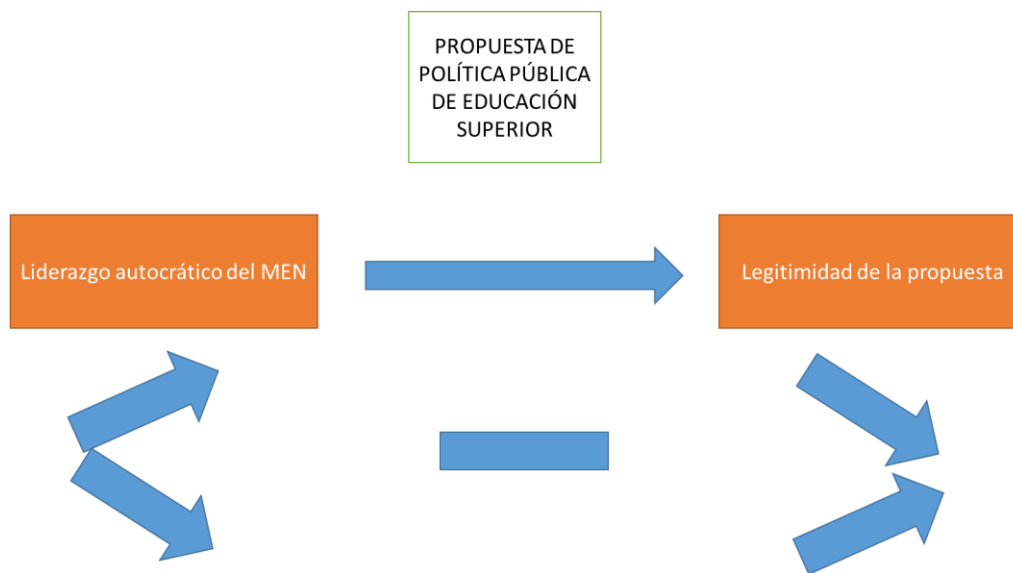 PROPUESTA DE
POLÍTICA PÚBLICA
DE EDUCACIÓN
SUPERIOR
Liderazgo autocrático del MEN
Legitimidad de la propuesta